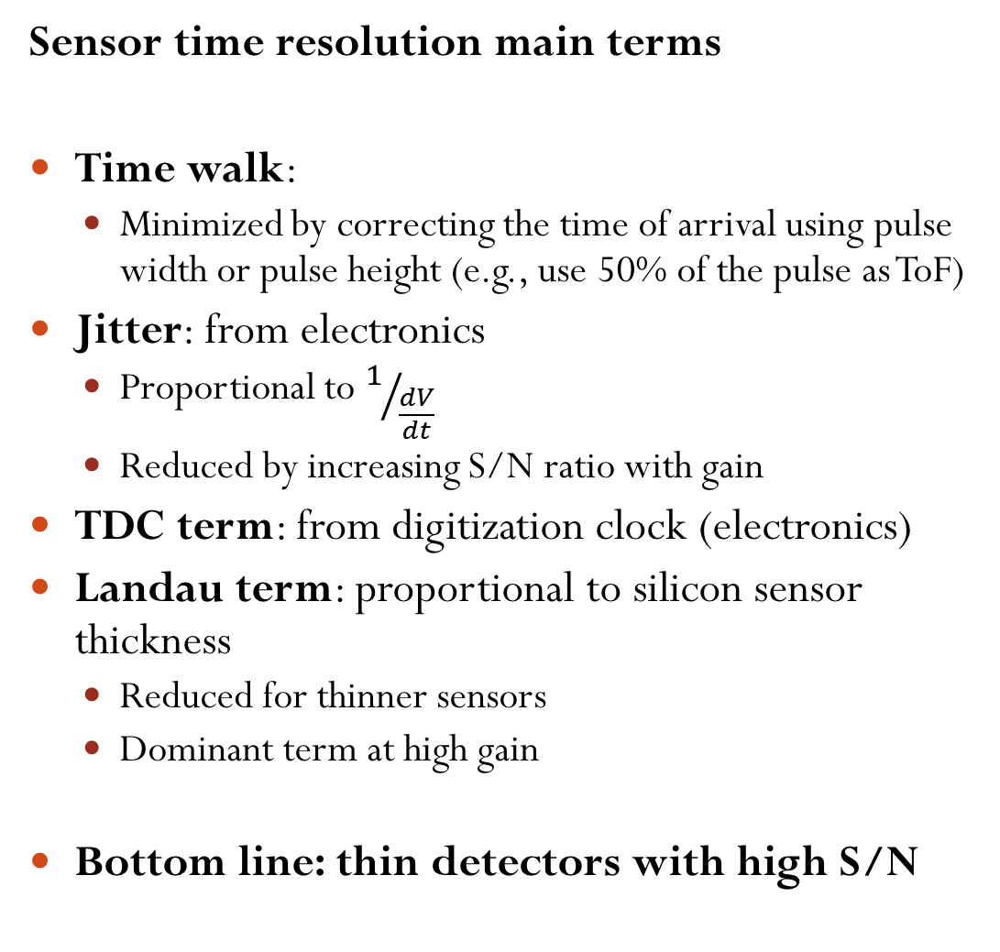 Sensor time resolution main terms
• Time walk:
• Minimized by correcting the time of arrival using pulse
width or pulse height (e.g., use 50% of the pulse as ToF)
• Jitter: from electronics
• Proportional to 1/(dV/dt)
• Reduced by increasing S/N ratio with gain
• TDC term: from digitization clock (electronics)
• Landau term: proportional to silicon sensor
thickness
• Reduced for thinner sensors
• Dominant term at high gain
• Bottom line: thin detectors with high S/N